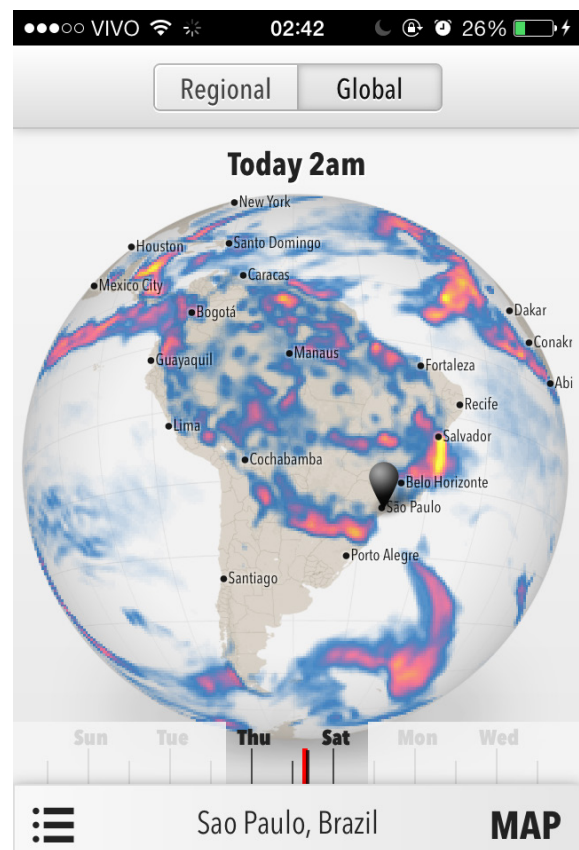 VIVO 02:42 26%
Regional Global
Today 2am
New York
Houston Santo Domingo
Mexico City Caracas
Bogotá Dakar
Conakr
Guayaquil Manaus Fortaleza Abi
Recife
Lima Salvador
Cochabamba Belo Horizonte
São Paulo
Porto Alegre
Santiago
Sun Tue Thu Sat Mon Wed
Sao Paulo, Brazil MAP